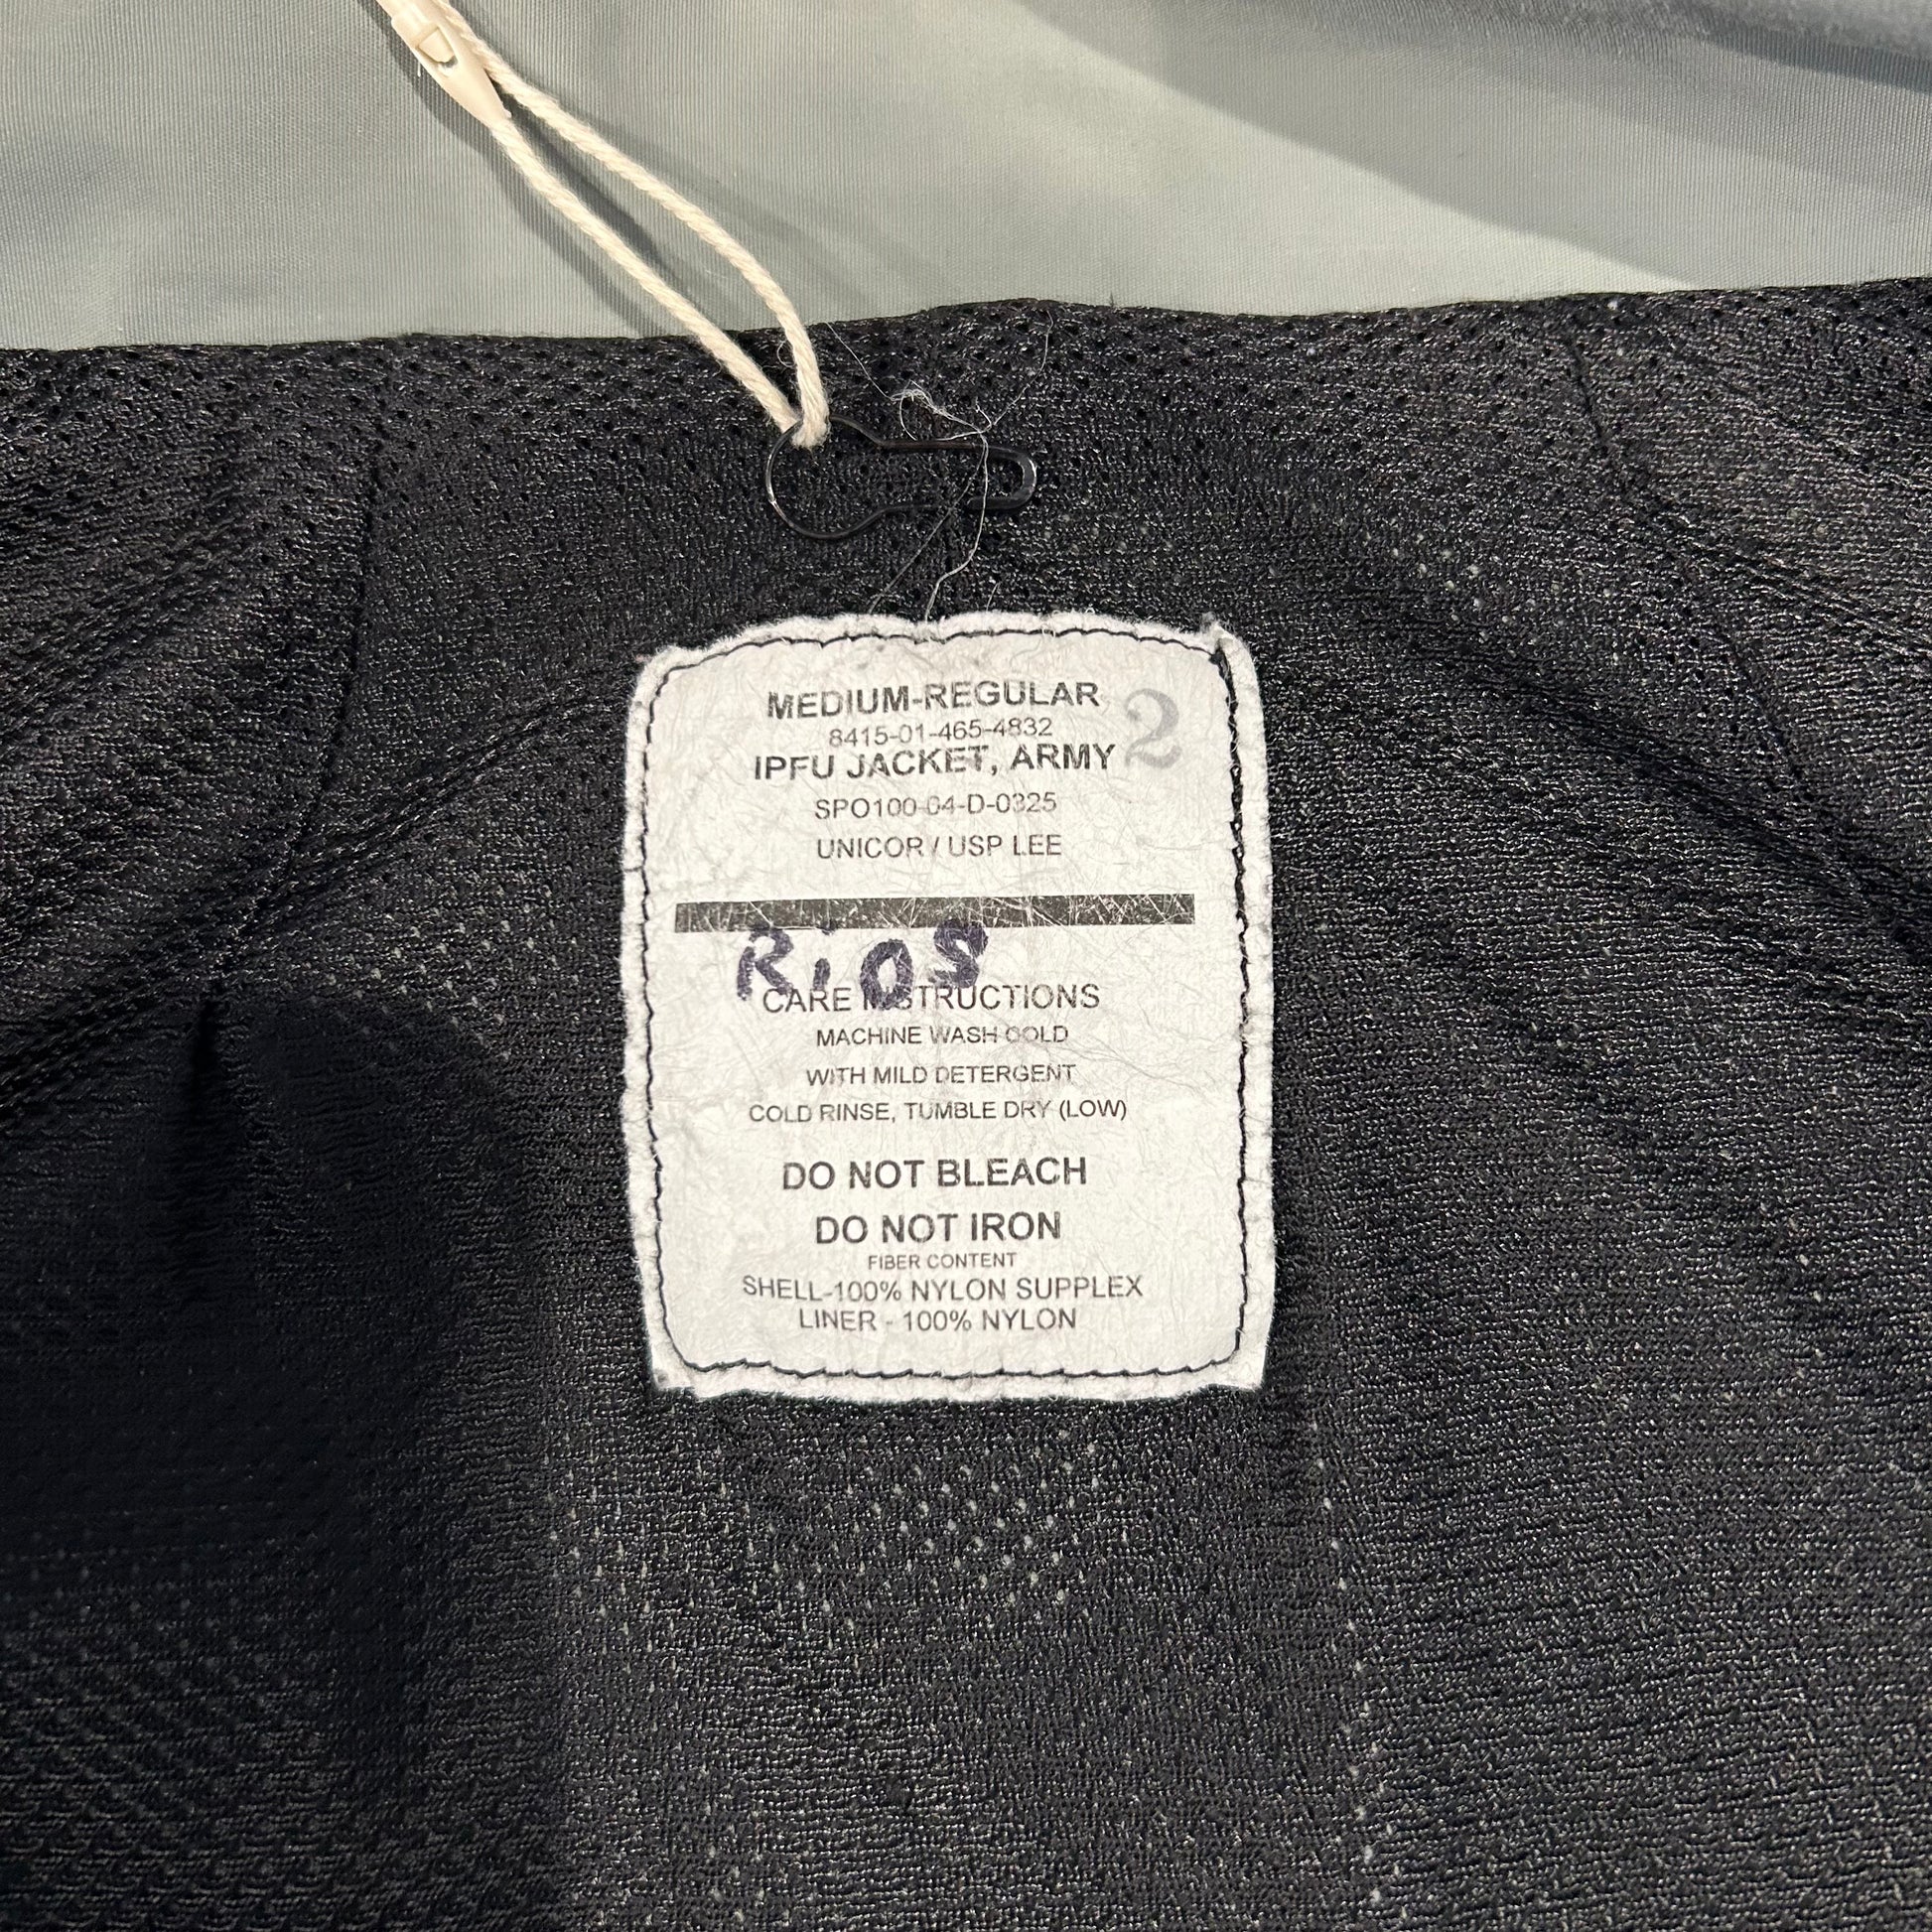 MEDIUM-REGULAR 2
8415-01-465-4832
IPFU JACKET, ARMY
SPO100-04-D-0325
UNICOR / USP LEE
Rios
CARE INSTRUCTIONS
MACHINE WASH COLD
WITH MILD DETERGENT
COLD RINSE, TUMBLE DRY (LOW)
DO NOT BLEACH
DO NOT IRON
FIBER CONTENT
SHELL-100% NYLON SUPPLEX
LINER - 100% NYLON